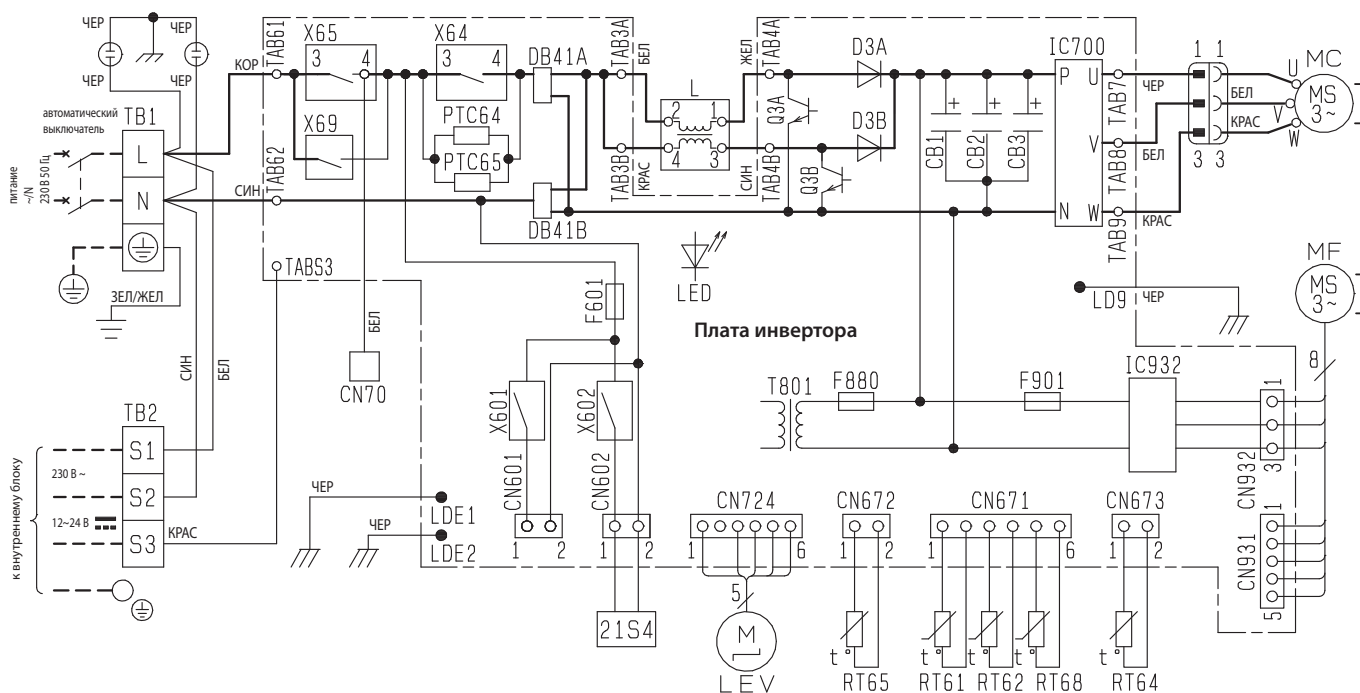 ЧЕР
ЧЕР
ЧЕР
ЧЕР
КОР
TAB61
X65
3 4
X64
3 4
DB41A
TAB3A
БЕЛ
L
2 1
4 3
ЖЕЛ
TAB4A
D3A
Q3A
D3B
Q3B
IC700
P U
V
N W
CB1
CB2
CB3
+
+
+
TAB7
TAB8
TAB9
ЧЕР
БЕЛ
КРАС
1 1
3 3
ЧЕР
БЕЛ
КРАС
U
V
W
MC
MS
3~
автоматический
выключатель
TB1
L
N
питание
~/N
230 В 50 Гц
X69
TAB62
СИН
PTC64
PTC65
DB41B
TAB3B
КРАС
СИН
TAB4B
LED
TABS3
ЗЕЛ/ЖЕЛ
F601
Плата инвертора
LD9
ЧЕР
MF
MS
3~
8
СИН
БЕЛ
БЕЛ
CN70
X601
X602
T801
F880
F901
IC932
1
3
CN932
TB2
S1
S2
S3
к внутреннему блоку
230 В ~
12~24 В
КРАС
ЧЕР
LDE1
ЧЕР
LDE2
CN601
1 2
CN602
1 2
CN724
1 6
CN672
1 2
CN671
1 6
CN673
1 2
CN931
1
5
21S4
5
M
LEV
t°
RT65
t°
RT61
t°
RT62
t°
RT68
t°
RT64